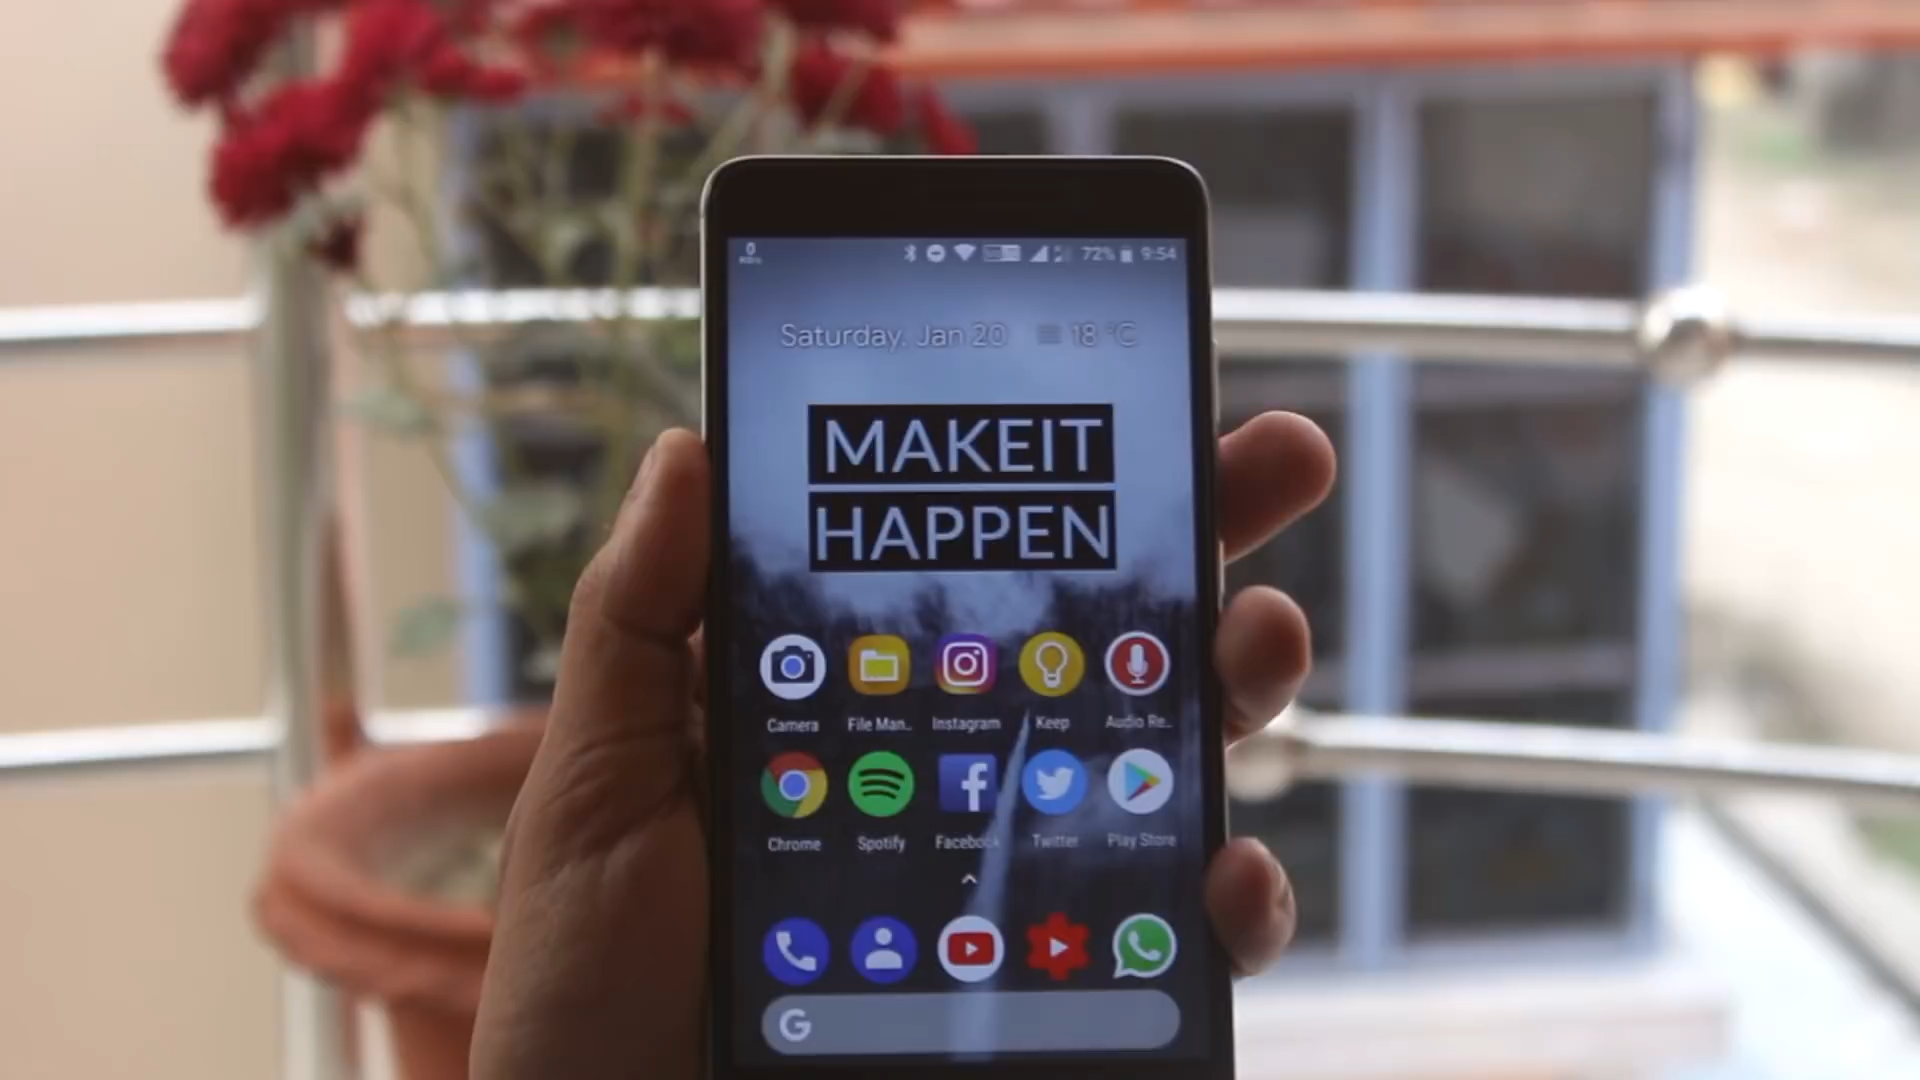 72% 9:54
Saturday, Jan 20 18 °C
MAKEIT
HAPPEN
Camera File Man.. Instagram Keep Audio Re..
Chrome Spotify Facebook Twitter Play Store
G